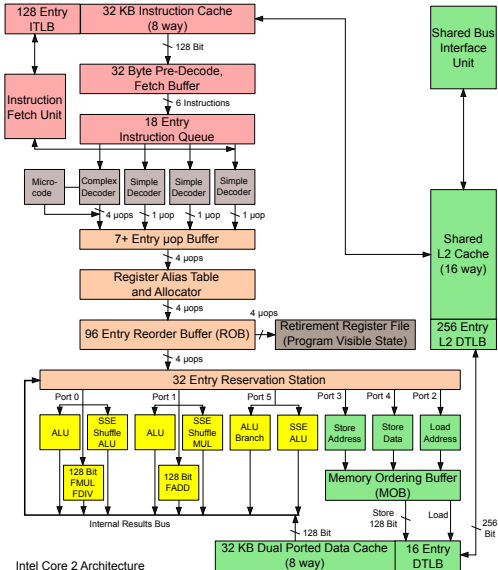 128 Entry
ITLB
32 KB Instruction Cache
(8 way)
128 Bit
32 Byte Pre-Decode,
Fetch Buffer
Instruction
Fetch Unit
6 Instructions
18 Entry
Instruction Queue
Micro-
code
Complex
Decoder
Simple
Decoder
Simple
Decoder
Simple
Decoder
4 µops
1 µop
1 µop
1 µop
7+ Entry µop Buffer
4 µops
Register Alias Table
and Allocator
4 µops
4 µops
96 Entry Reorder Buffer (ROB)
Retirement Register File
(Program Visible State)
4 µops
32 Entry Reservation Station
Port 0
Port 1
Port 5
Port 3
Port 4
Port 2
ALU
SSE
Shuffle
ALU
ALU
SSE
Shuffle
MUL
ALU
Branch
SSE
ALU
Store
Address
Store
Data
Load
Address
128 Bit
FMUL
FDIV
128 Bit
FADD
Memory Ordering Buffer
(MOB)
Internal Results Bus
Store
128 Bit
Load
128 Bit
256
Bit
32 KB Dual Ported Data Cache
(8 way)
16 Entry
DTLB
Shared Bus
Interface
Unit
Shared
L2 Cache
(16 way)
256 Entry
L2 DTLB
Intel Core 2 Architecture